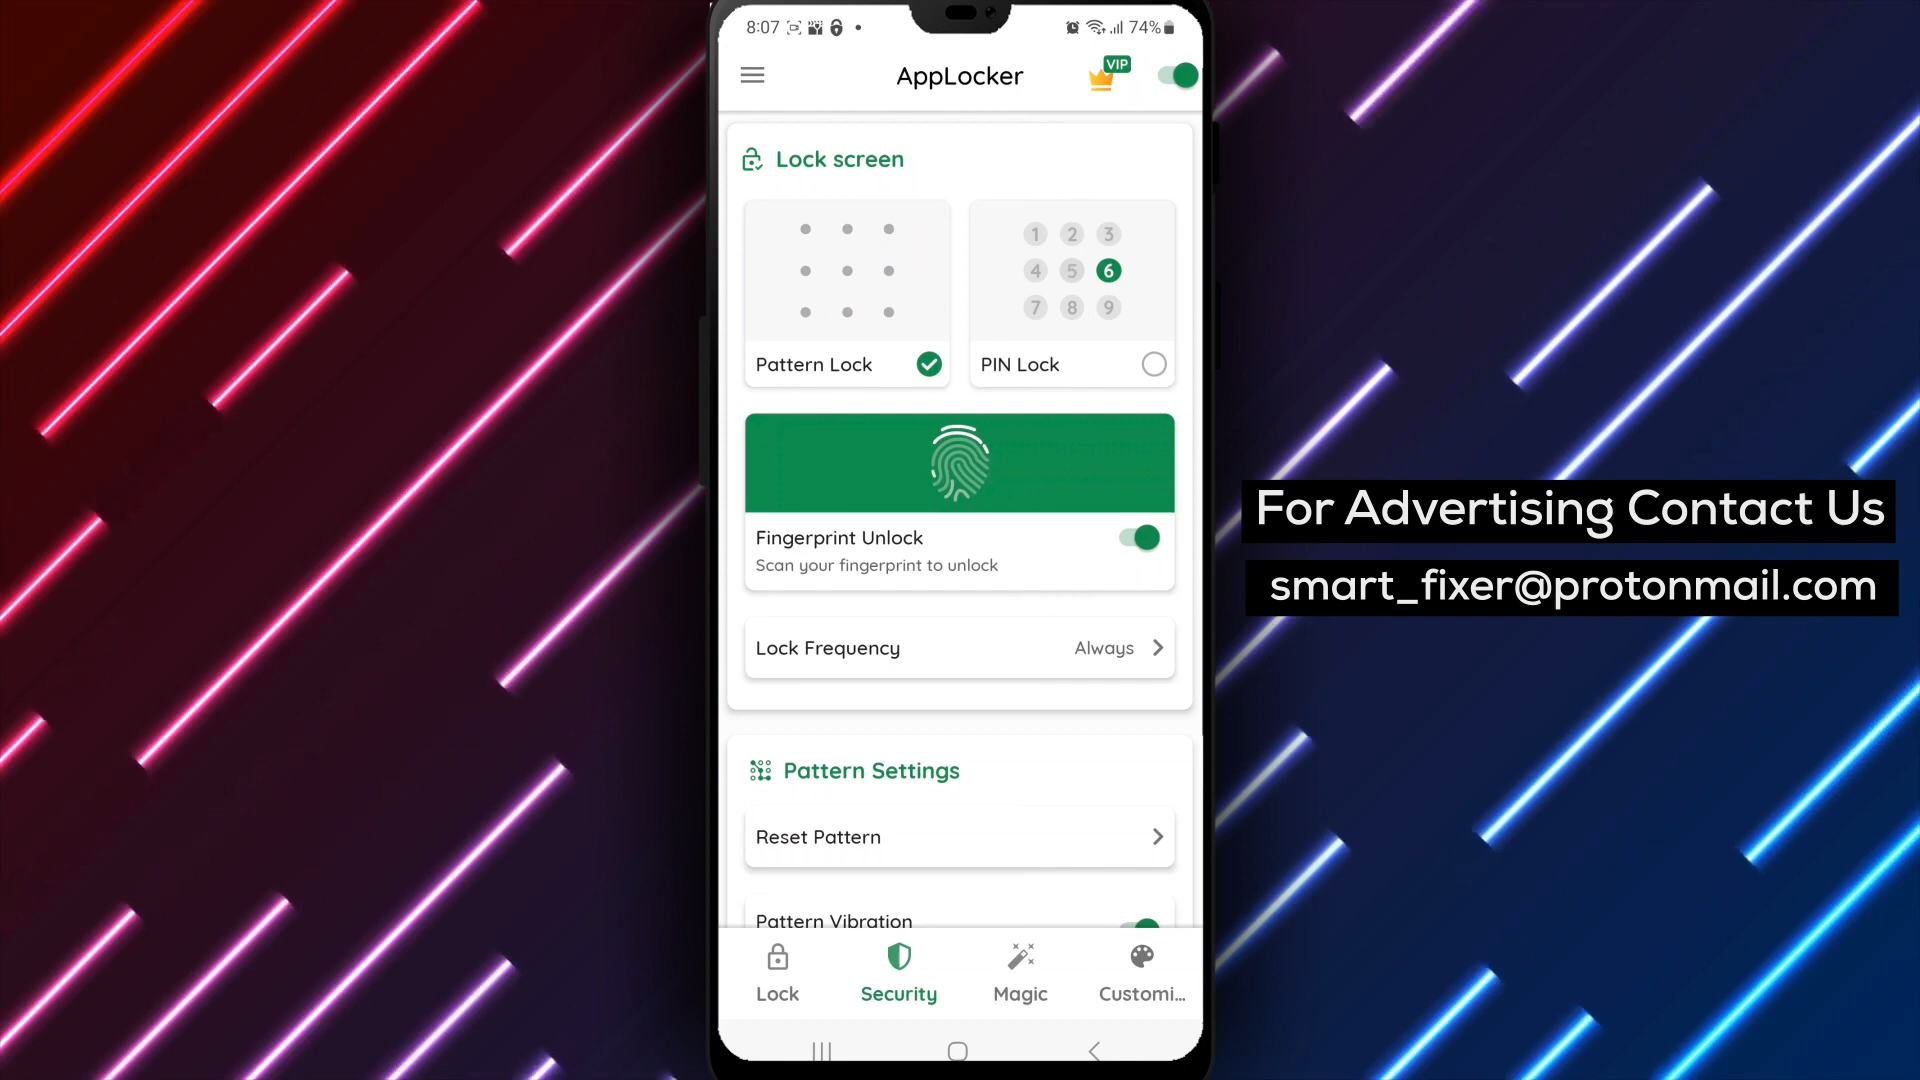 8:07
74%
AppLocker
VIP
Lock screen
1 2 3
4 5 6
7 8 9
Pattern Lock
PIN Lock
Fingerprint Unlock
Scan your fingerprint to unlock
Lock Frequency
Always
Pattern Settings
Reset Pattern
Pattern Vibration
Lock
Security
Magic
Customi...
For Advertising Contact Us
smart_fixer@protonmail.com